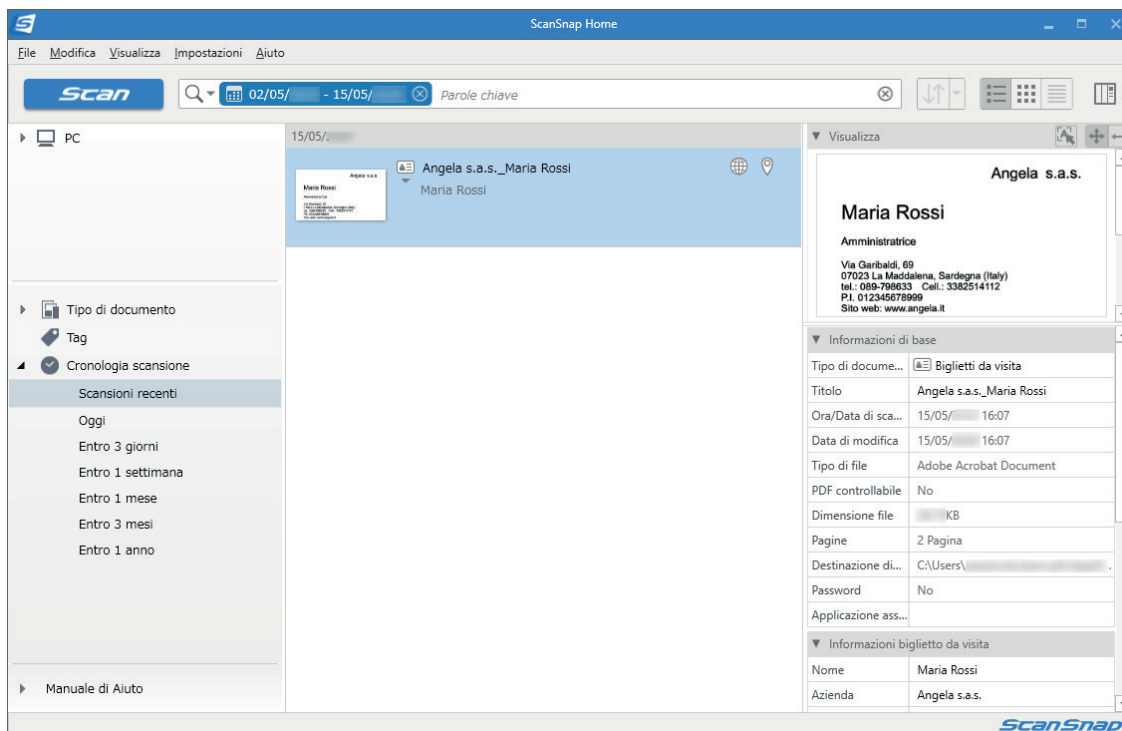 ScanSnap Home
File Modifica Visualizza Impostazioni Aiuto
Scan
02/05/ - 15/05/ Parole chiave
PC
Tipo di documento
Tag
Cronologia scansione
Scansioni recenti
Oggi
Entro 3 giorni
Entro 1 settimana
Entro 1 mese
Entro 3 mesi
Entro 1 anno
Manuale di Aiuto
15/05/
Angela s.a.s.
Maria Rossi
Angela s.a.s._Maria Rossi
Maria Rossi
Visualizza
Angela s.a.s.
Maria Rossi
Amministratrice
Via Garibaldi, 69
07023 La Maddalena, Sardegna (Italy)
tel.: 089-798633 Cell.: 3382514112
P.I. 012345678999
Sito web: www.angela.it
Informazioni di base
Tipo di docume... Biglietti da visita
Titolo Angela s.a.s._Maria Rossi
Ora/Data di sca... 15/05/ 16:07
Data di modifica 15/05/ 16:07
Tipo di file Adobe Acrobat Document
PDF controllabile No
Dimensione file KB
Pagine 2 Pagina
Destinazione di... C:\Users\
Password No
Applicazione ass...
Informazioni biglietto da visita
Nome Maria Rossi
Azienda Angela s.a.s.
ScanSnap